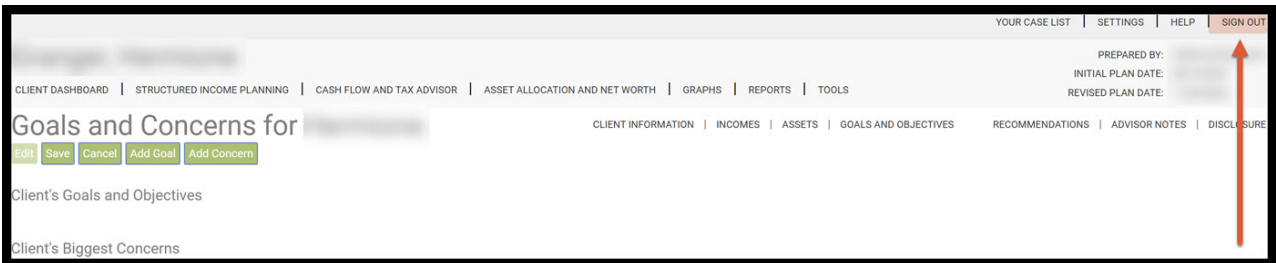 YOUR CASE LIST | SETTINGS | HELP | SIGN OUT
PREPARED BY:
INITIAL PLAN DATE:
CLIENT DASHBOARD | STRUCTURED INCOME PLANNING | CASH FLOW AND TAX ADVISOR | ASSET ALLOCATION AND NET WORTH | GRAPHS | REPORTS | TOOLS
REVISED PLAN DATE:
Goals and Concerns for
CLIENT INFORMATION | INCOMES | ASSETS | GOALS AND OBJECTIVES
RECOMMENDATIONS | ADVISOR NOTES | DISCLOSURE
Edit Save Cancel Add Goal Add Concern
Client's Goals and Objectives
Client's Biggest Concerns